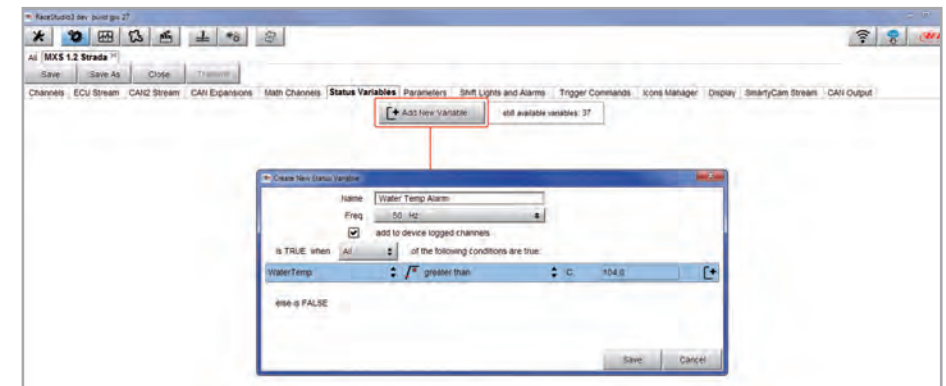 RaceStudio3 dev
All MXS 1.2 Strada
Save Save As Close Transmit
Channels ECU Stream CAN2 Stream CAN Expansions Math Channels Status Variables Parameters Shift Lights and Alarms Trigger Commands Icons Manager Display SmartyCam Stream CAN Output
Add New Variable still available variables: 37
Create New Status Variable
Name Water Temp Alarm
Freq 50 Hz
add to device logged channels
is TRUE when All of the following conditions are true:
WaterTemp greater than C 104.0
else is FALSE
Save Cancel